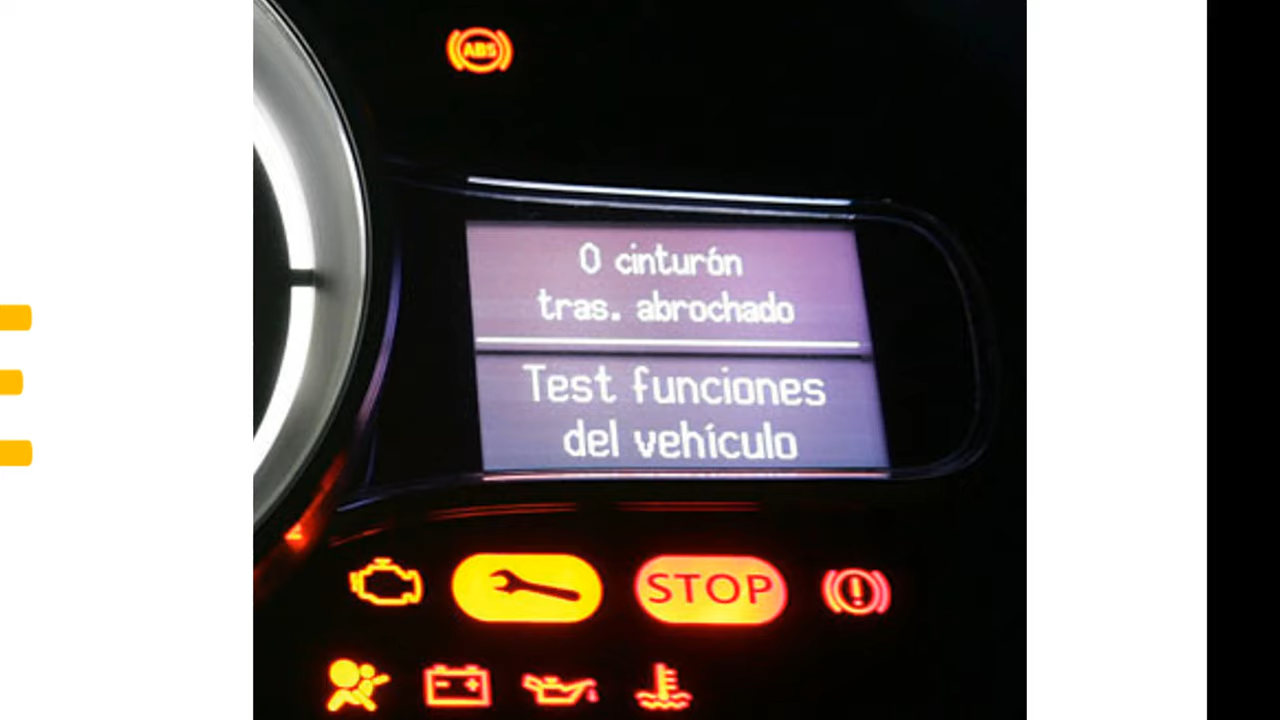 ABS
0 cinturón
tras. abrochado
Test funciones
del vehículo
STOP